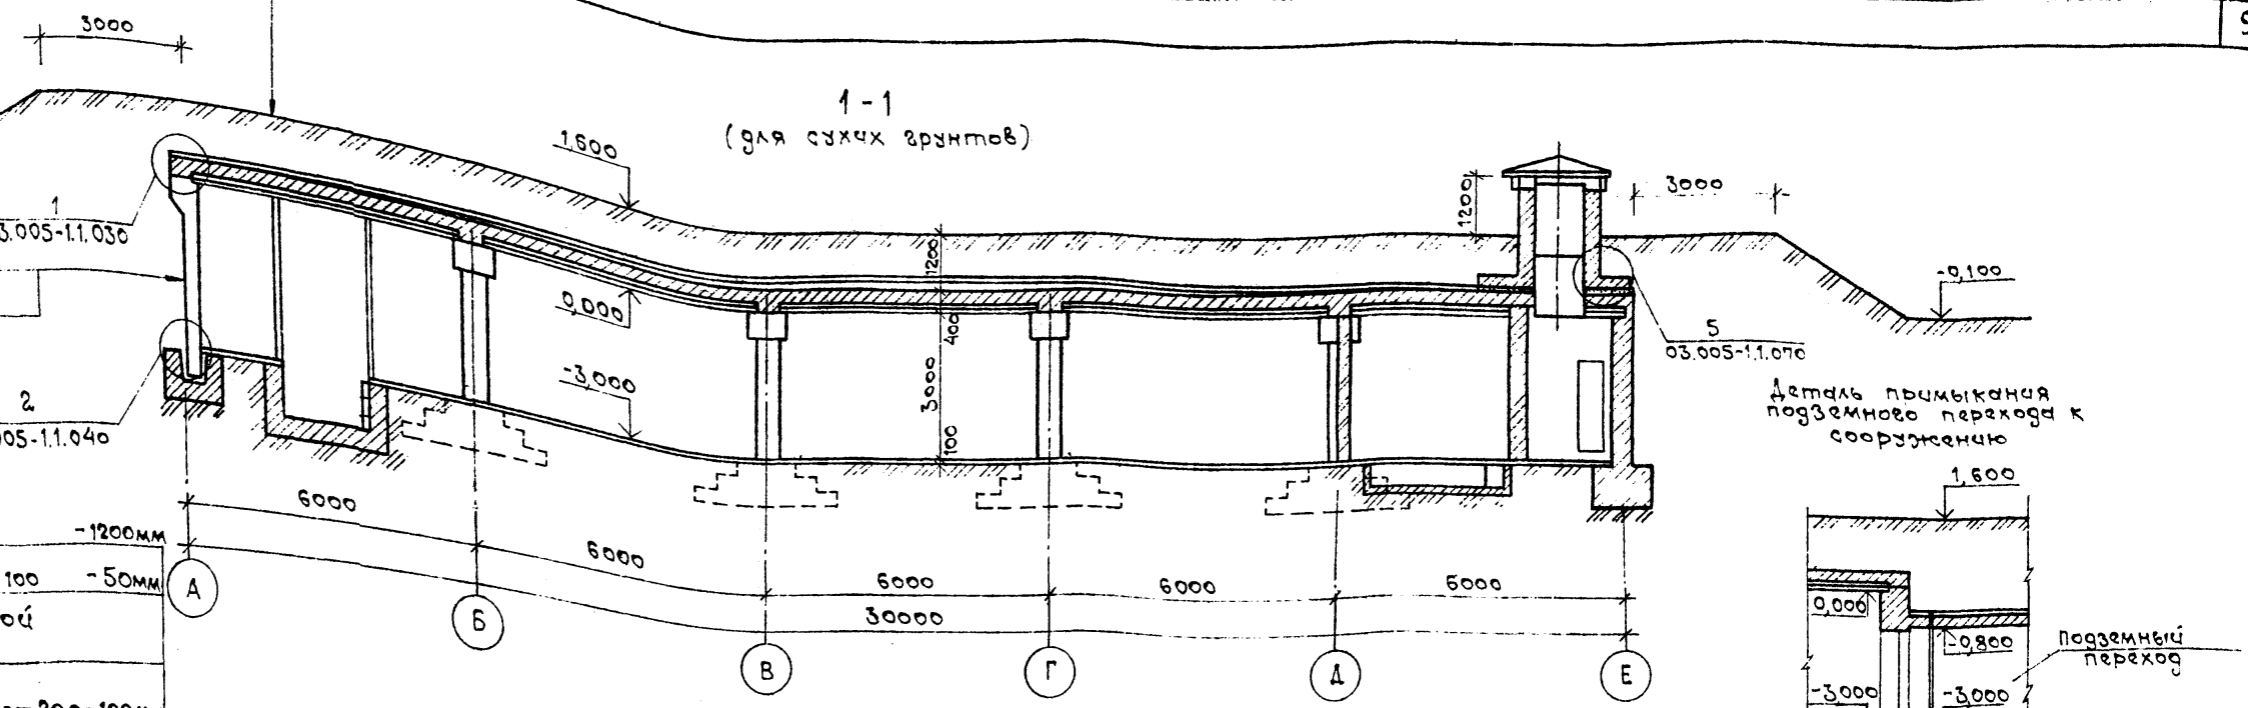 3000
1-1
(для сухих грунтов)
1,600
1200
3000
1
03.005-1.1.030
0,000
1200
400
-0,100
5
03.005-1.1.070
-3,000
3000
100
Деталь примыкания
подземного перехода к
сооружению
2
005-1.1.040
1,600
6000
-1200мм
6000
100 -50мм
6000
6000
6000
ой
30000
А
Б
В
Г
Д
Е
0,000
-0,800
Подземный
переход
-3,000
-3,000